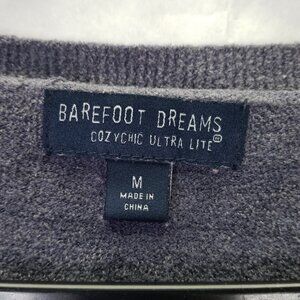 BAREFOOT DREAMS
COZYCHIC ULTRA LITE®
M
MADE IN
CHINA